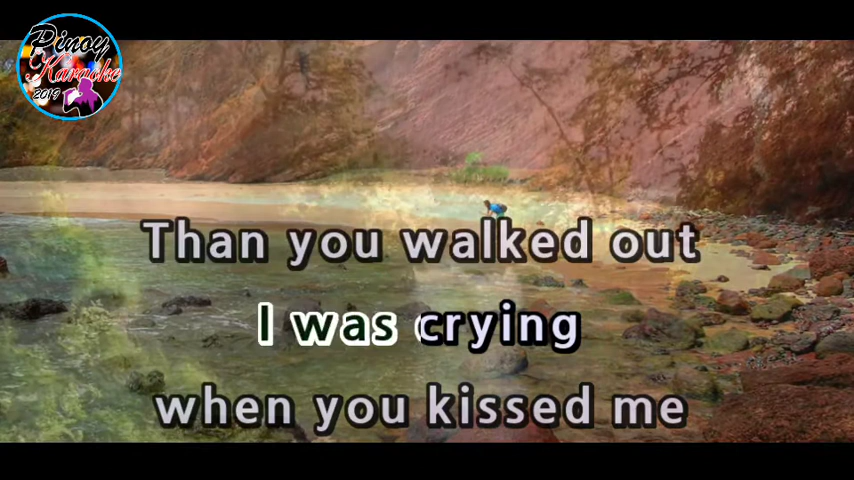 Pinoy
Karaoke
2019
Than you walked out
I was crying
when you kissed me